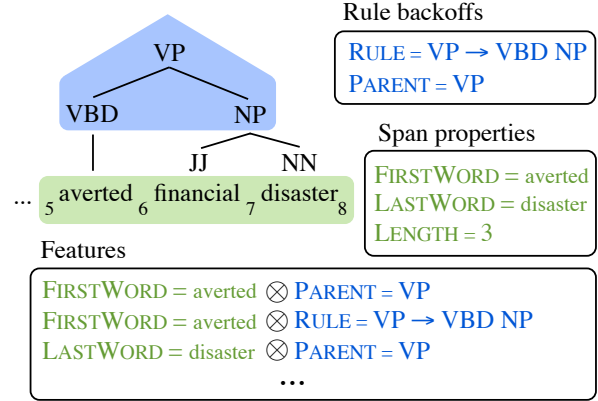 VP
VBD NP
JJ NN
... 5 averted 6 financial 7 disaster 8
Rule backoffs
RULE = VP → VBD NP
PARENT = VP
Span properties
FIRSTWORD = averted
LASTWORD = disaster
LENGTH = 3
Features
FIRSTWORD = averted ⊗ PARENT = VP
FIRSTWORD = averted ⊗ RULE = VP → VBD NP
LASTWORD = disaster ⊗ PARENT = VP
...